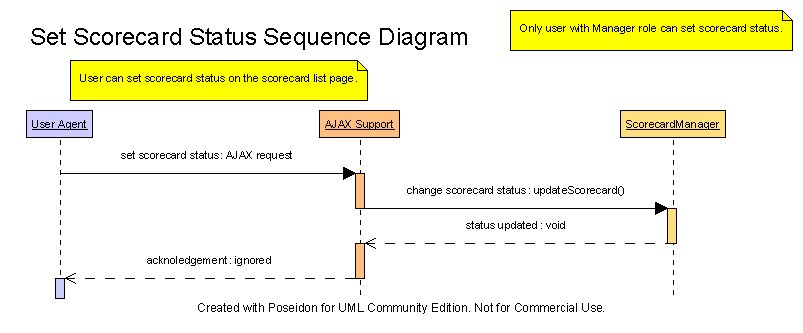 Only user with Manager role can set scorecard status.
Set Scorecard Status Sequence Diagram
User can set scorecard status on the scorecard list page.
User Agent
AJAX Support
ScorecardManager
set scorecard status : AJAX request
change scorecard status : updateScorecard()
status updated : void
acknoledgement : ignored
Created with Poseidon for UML Community Edition. Not for Commercial Use.